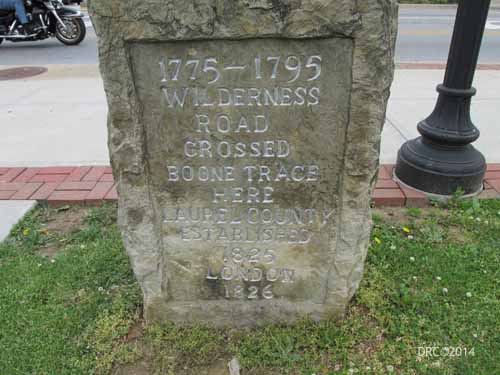 1775-1795
WILDERNESS
ROAD
CROSSED
BOONE TRACE
HERE
LAUREL COUNTY
ESTABLISHED
1825
LONDON
1826
DRC©2014